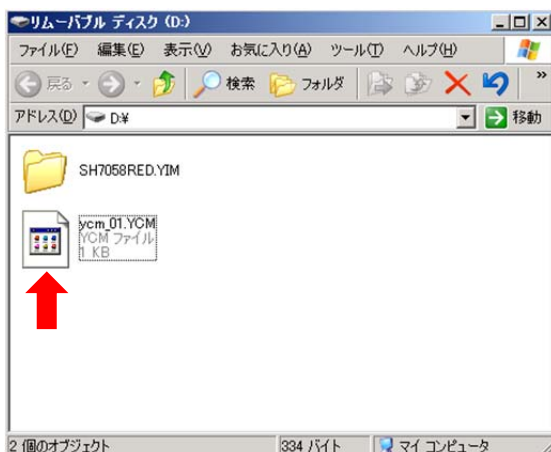 リムーバブル ディスク (D:)
ファイル(F) 編集(E) 表示(V) お気に入り(A) ツール(T) ヘルプ(H)
戻る 検索 フォルダ »
アドレス(D) D:¥ 移動
SH7058RED.YIM
ycm_01.YCM
YCM ファイル
1 KB
2 個のオブジェクト 334 バイト マイ コンピュータ